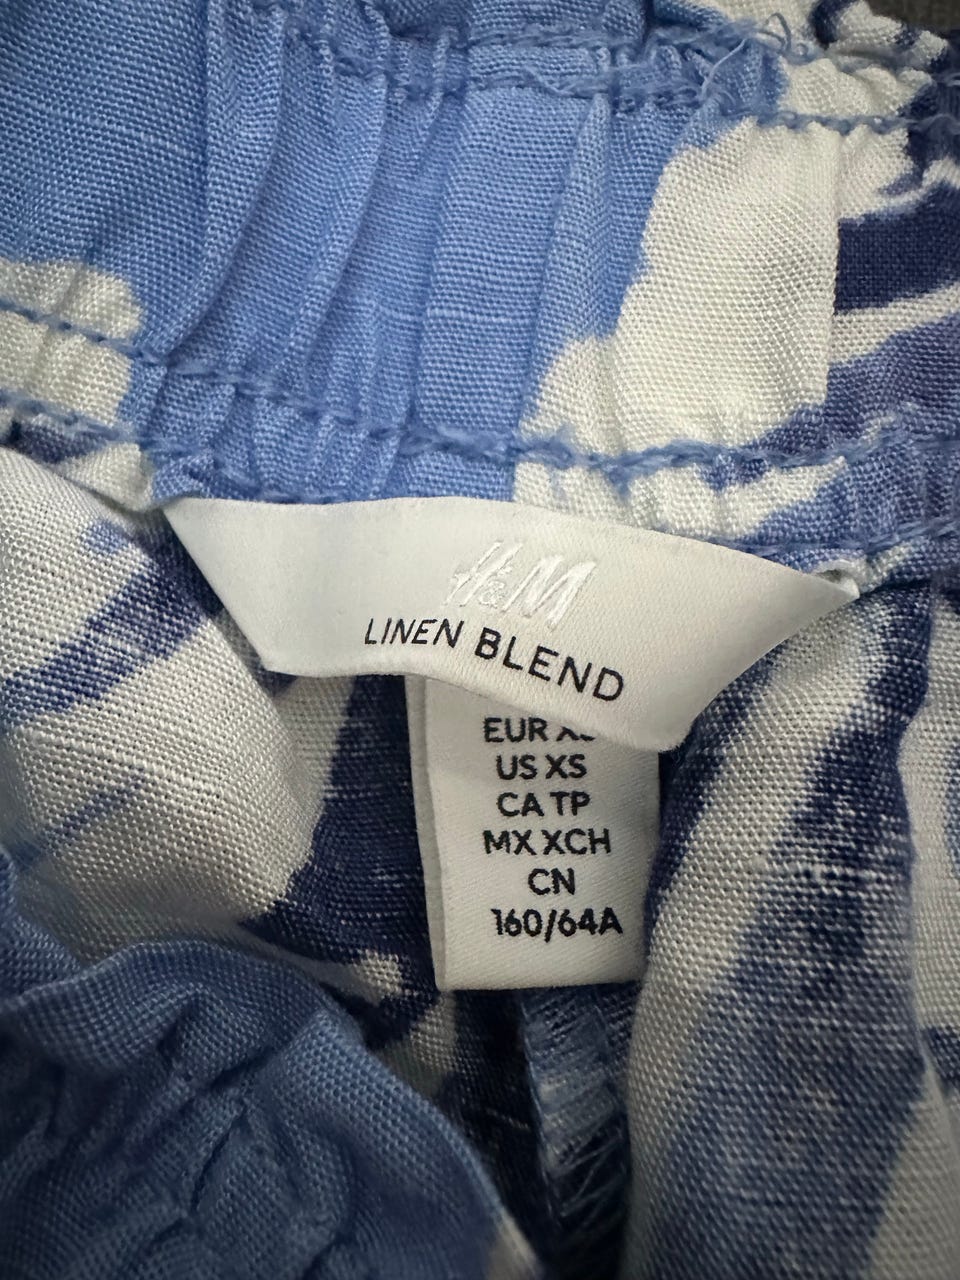 H&M
LINEN BLEND
EUR
US XS
CA TP
MX XCH
CN
160/64A